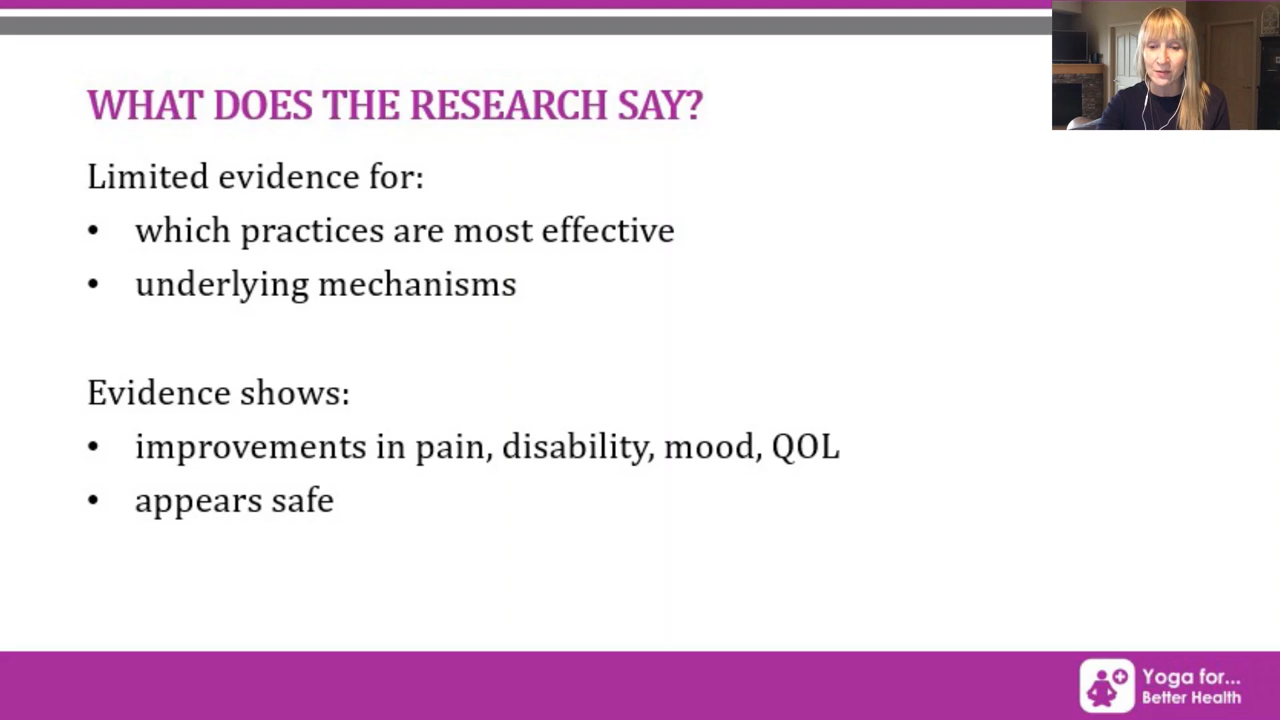 WHAT DOES THE RESEARCH SAY?
Limited evidence for:
• which practices are most effective
• underlying mechanisms
Evidence shows:
• improvements in pain, disability, mood, QOL
• appears safe
Yoga for...
Better Health